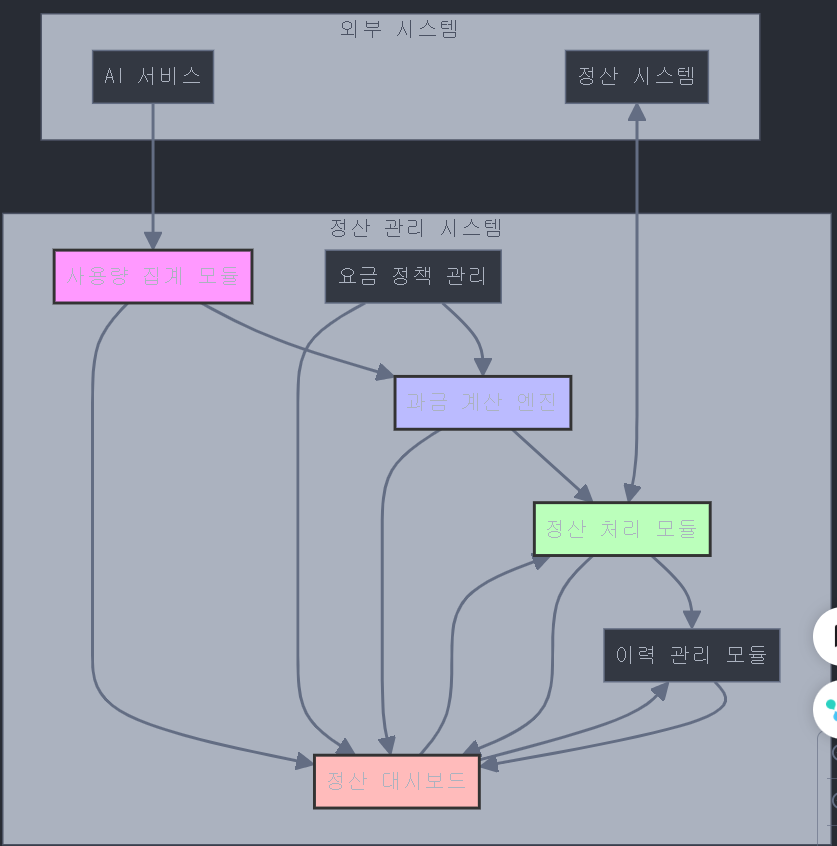 외부 시스템
AI 서비스
정산 시스템
정산 관리 시스템
사용량 집계 모듈
요금 정책 관리
과금 계산 엔진
정산 처리 모듈
이력 관리 모듈
정산 대시보드